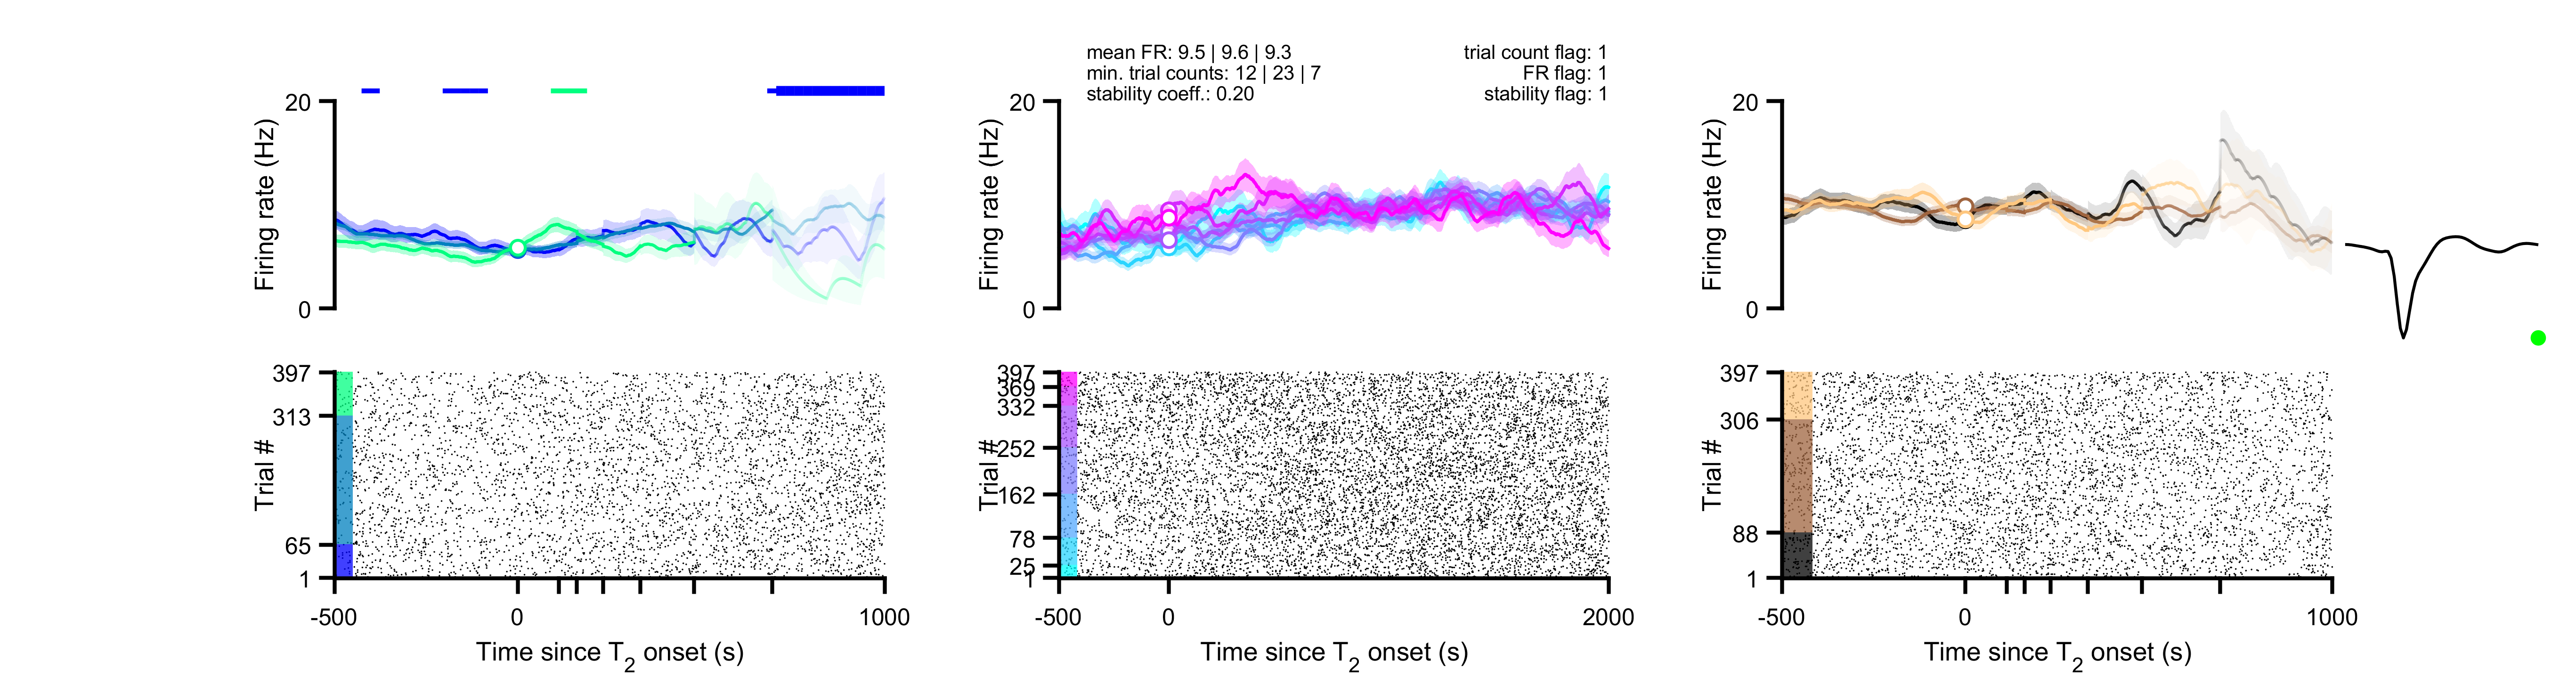 mean FR: 9.5 | 9.6 | 9.3
min. trial counts: 12 | 23 | 7
stability coeff.: 0.20
trial count flag: 1
FR flag: 1
stability flag: 1
20
0
Firing rate (Hz)
20
0
Firing rate (Hz)
20
0
Firing rate (Hz)
397
313
65
1
Trial #
-500
0
1000
Time since T2 onset (s)
397
369
332
252
162
78
25
1
Trial #
-500
0
2000
Time since T2 onset (s)
397
306
88
1
Trial #
-500
0
1000
Time since T2 onset (s)